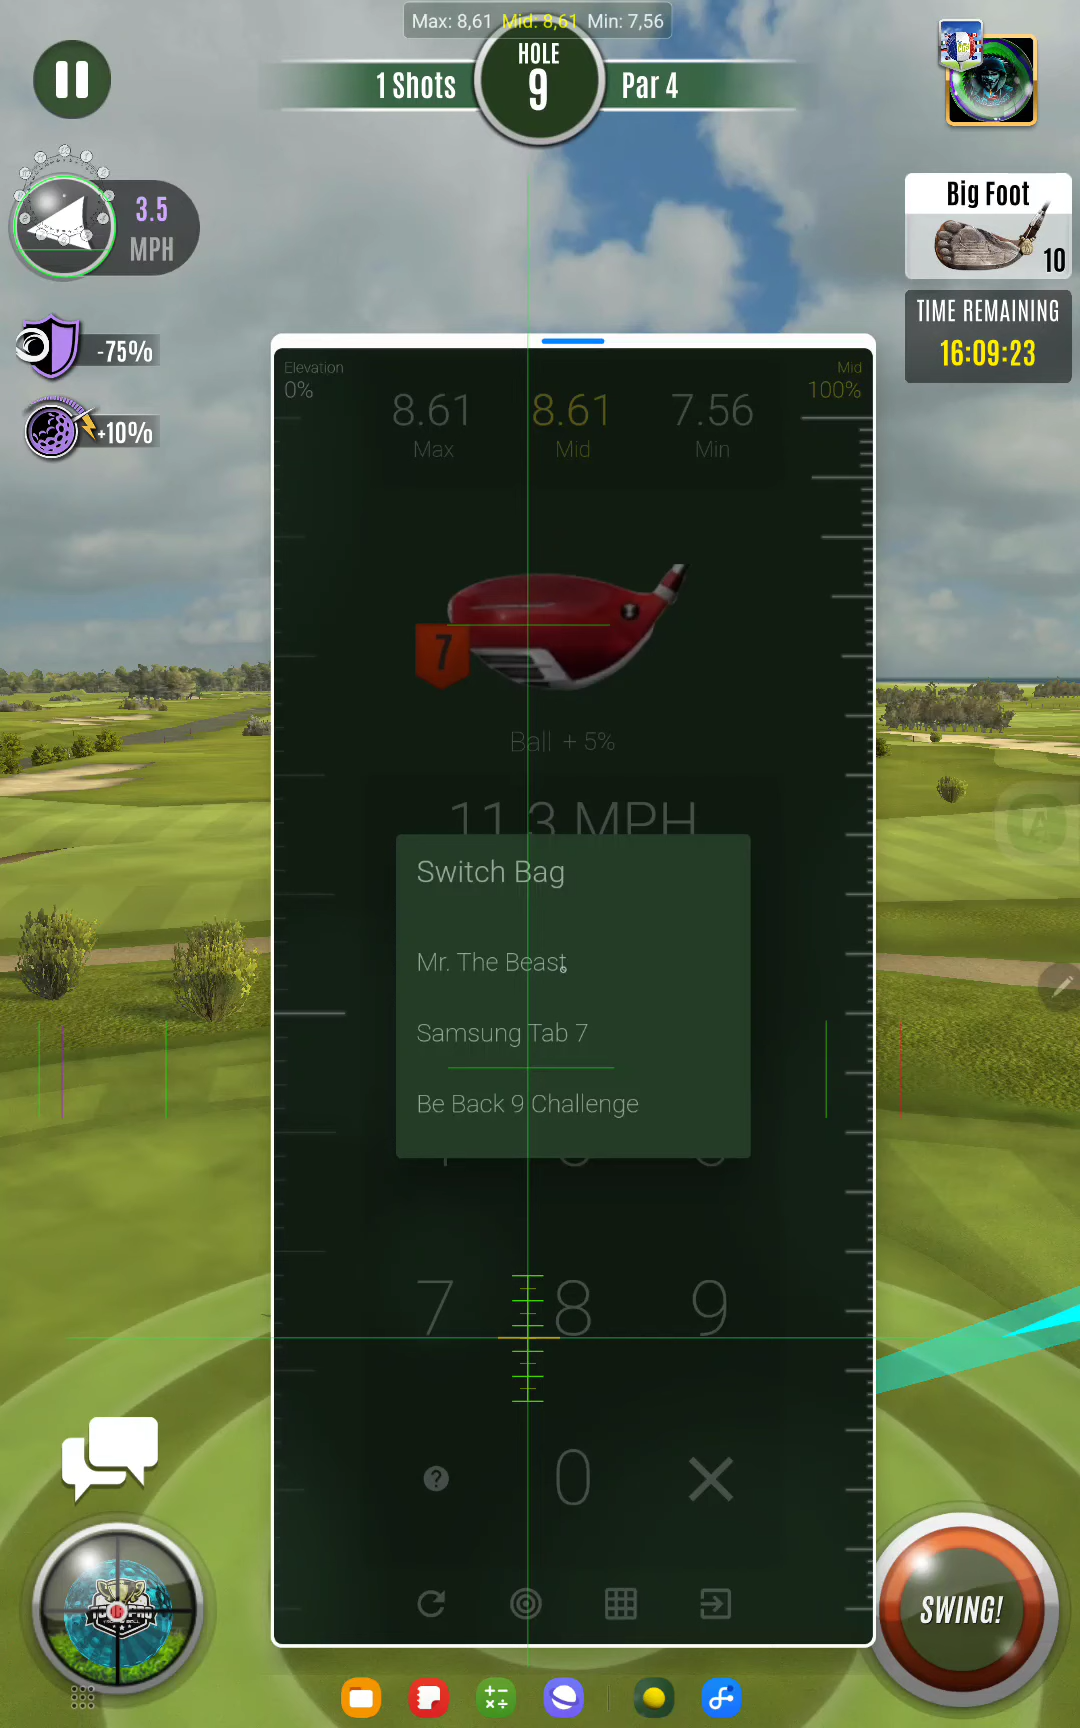 Max: 8,61 Mid: 8,61 Min: 7,56
HOLE
9
1 Shots
Par 4
3.5
MPH
-75%
+10%
Big Foot
10
TIME REMAINING
16:09:23
Elevation
0%
Mid
100%
8.61
8.61
7.56
Max
Mid
Min
7
Ball + 5%
11.3 MPH
Switch Bag
Mr. The Beast
Samsung Tab 7
Be Back 9 Challenge
7
8
9
?
0
SWING!